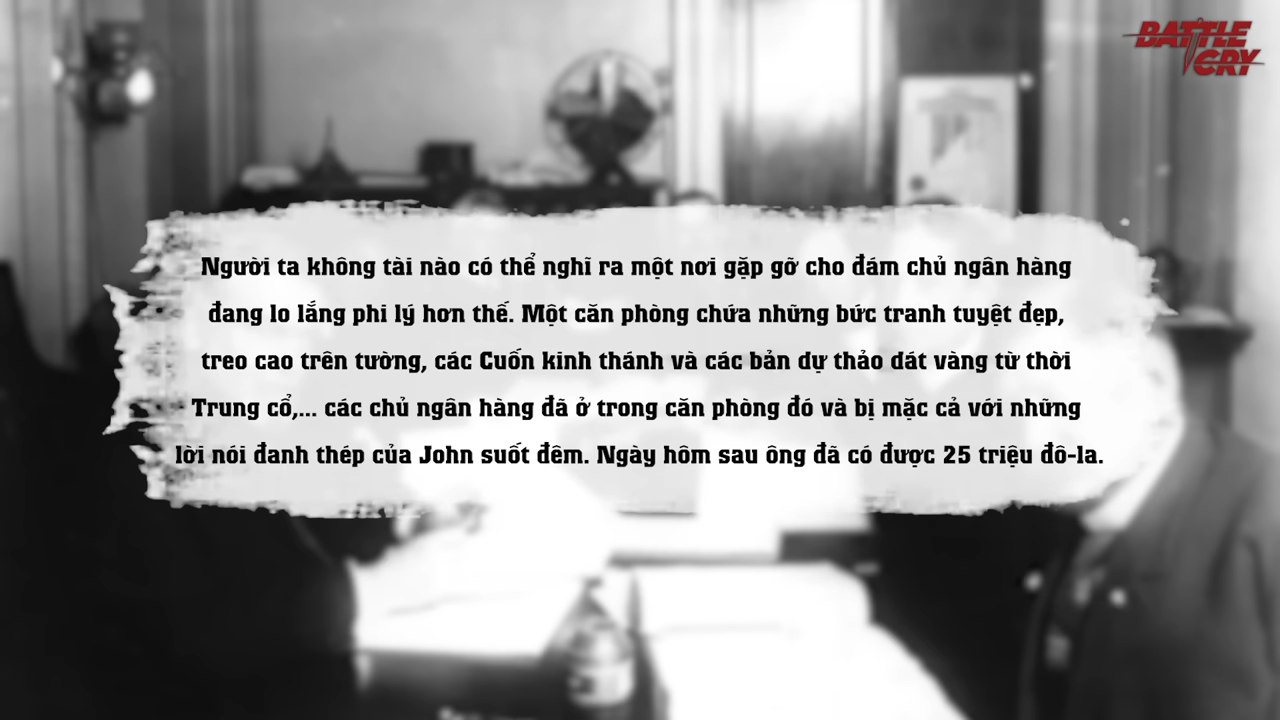 BATTLE
CRY
Người ta không tài nào có thể nghĩ ra một nơi gặp gỡ cho đám chủ ngân hàng
đang lo lắng phi lý hơn thế. Một căn phòng chứa những bức tranh tuyệt đẹp,
treo cao trên tường, các Cuốn kinh thánh và các bản dự thảo dát vàng từ thời
Trung cổ,... các chủ ngân hàng đã ở trong căn phòng đó và bị mặc cả với những
lời nói đanh thép của John suốt đêm. Ngày hôm sau ông đã có được 25 triệu đô-la.